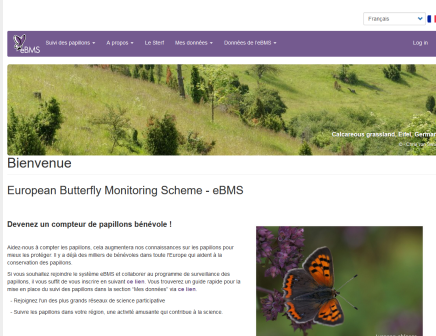 Français
eBMS
Suivi des papillons
A propos
Le Sterf
Mes données
Données de l'eBMS
Log in
Calcareous grassland, Eifel, German
Bienvenue
European Butterfly Monitoring Scheme - eBMS
Devenez un compteur de papillons bénévole !
Aidez-nous à compter les papillons, cela augmentera nos connaissances sur les papillons pour
mieux les protéger. Il y a déjà des milliers de bénévoles dans toute l'Europe qui aident à la
conservation des papillons.
Si vous souhaitez rejoindre le système eBMS et collaborer au programme de surveillance des
papillons, il vous suffit de vous inscrire en suivant ce lien. Vous trouverez un guide rapide pour la
mise en place du suivi des papillons dans la section "Mes données" via ce lien.
- Rejoignez l'un des plus grands réseaux de science participative.
- Suivre les papillons dans votre région, une activité amusante qui contribue à la science.